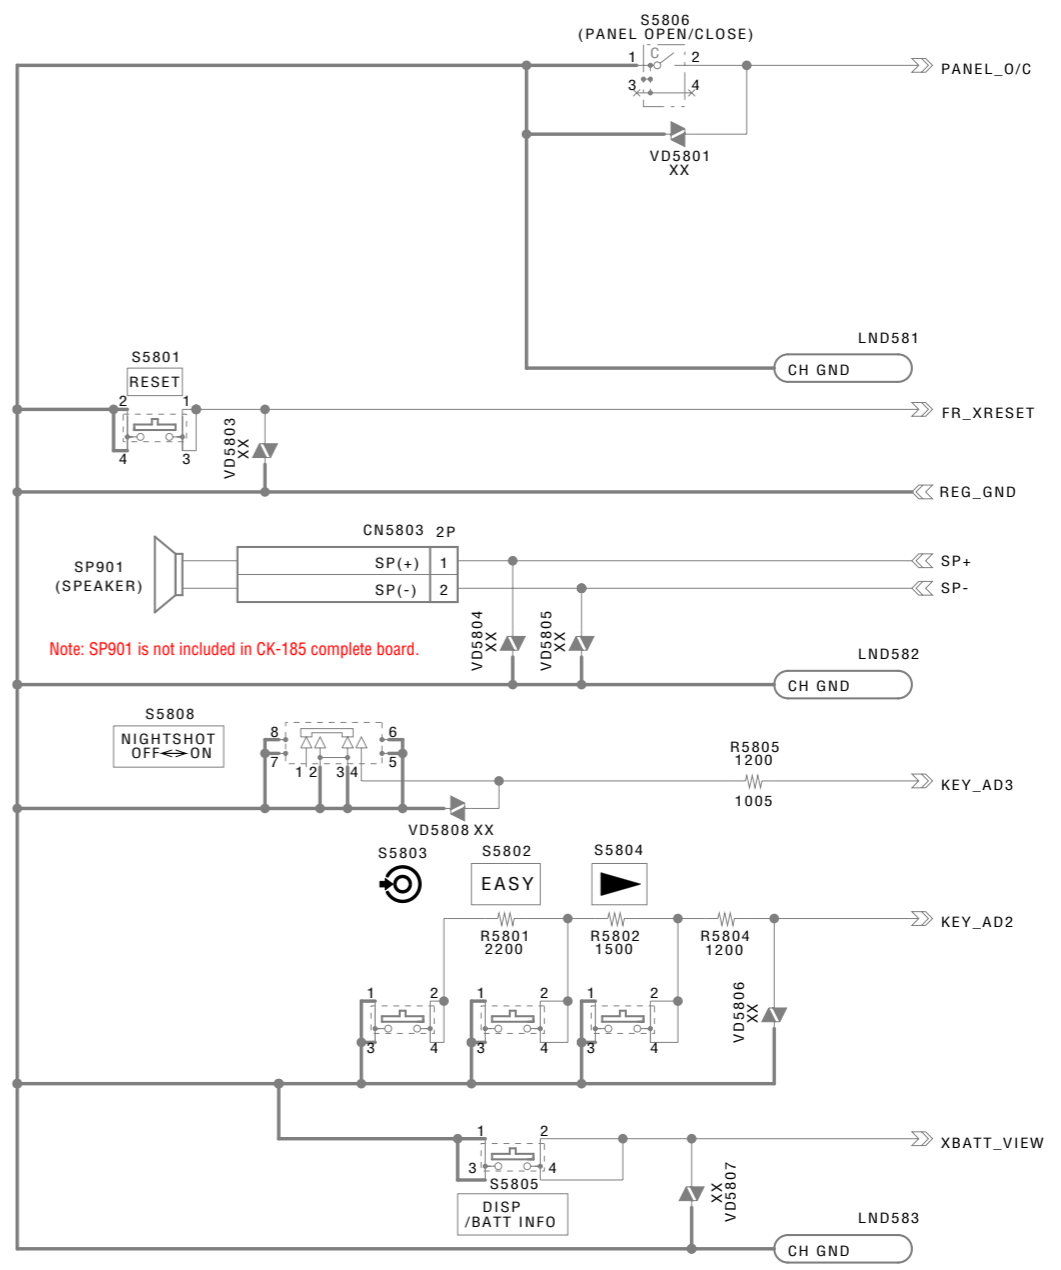 S5806
(PANEL OPEN/CLOSE)
1 C 2
PANEL_O/C
3 4
VD5801
XX
LND581
CH GND
S5801
RESET
2 1
FR_XRESET
4 3
VD5803
XX
REG_GND
CN5803 2P
SP901
(SPEAKER)
SP(+) 1
SP+
SP(-) 2
SP-
VD5804
XX
VD5805
XX
Note: SP901 is not included in CK-185 complete board.
LND582
CH GND
S5808
NIGHTSHOT
OFF<->ON
8 6
7 5
1 2 3 4
R5805
1200
1005
KEY_AD3
VD5808 XX
S5803
S5802
EASY
S5804
KEY_AD2
R5801
2200
R5802
1500
R5804
1200
1 2
3 4
1 2
3 4
1 2
3 4
VD5806
XX
1 2
3 4
XBATT_VIEW
S5805
DISP
/BATT INFO
XX
VD5807
LND583
CH GND